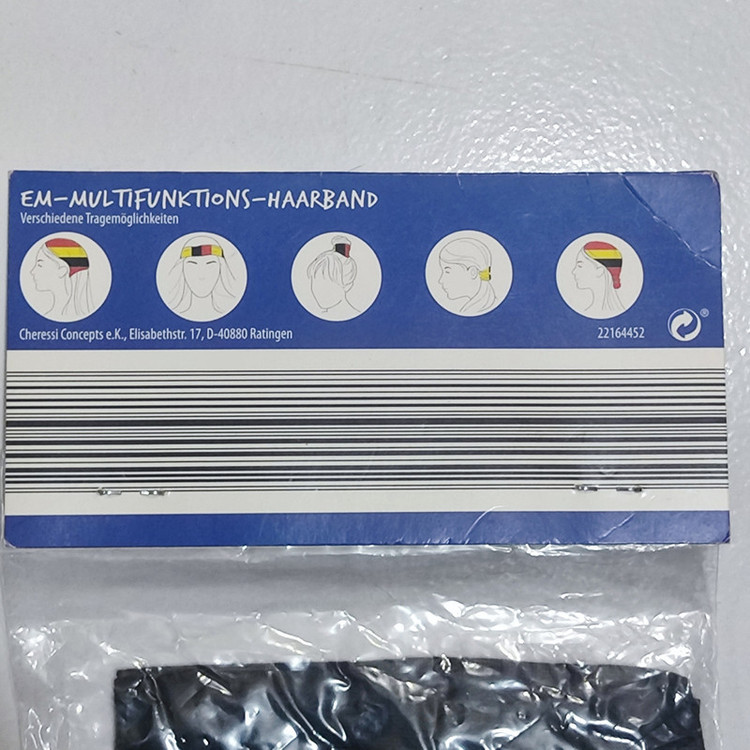 EM-MULTIFUNKTIONS-HAARBAND
Verschiedene Tragemöglichkeiten
Cheressi Concepts e.K., Elisabethstr. 17, D-40880 Ratingen
22164452
®